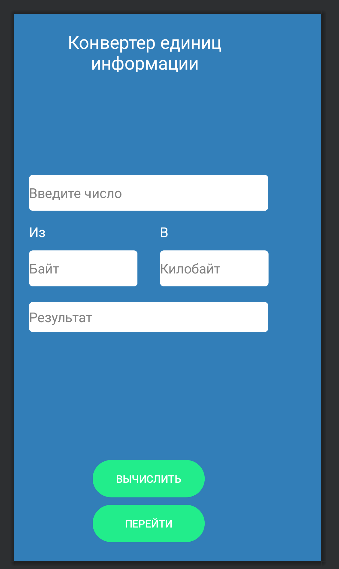 Конвертер единиц
информации
Введите число
Из В
Байт Килобайт
Результат
ВЫЧИСЛИТЬ
ПЕРЕЙТИ